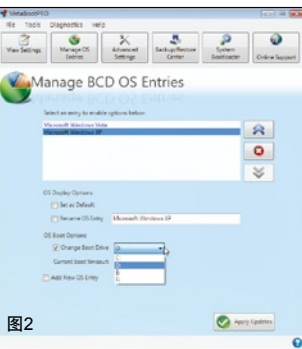 MetaBootPRO
File Tools Diagnostics Help
View Settings
Manage OS Entries
Advanced Settings
Backup/Restore Center
System Bootloader
Online Support
Manage BCD OS Entries
Select an entry to enable options below
Microsoft Windows Vista
Microsoft Windows XP
OS Display Options
Set as Default
Rename OS Entry
Microsoft Windows XP
OS Boot Options
Change Boot Drive
Current boot timeout
Add New OS Entry
Apply Updates
图2